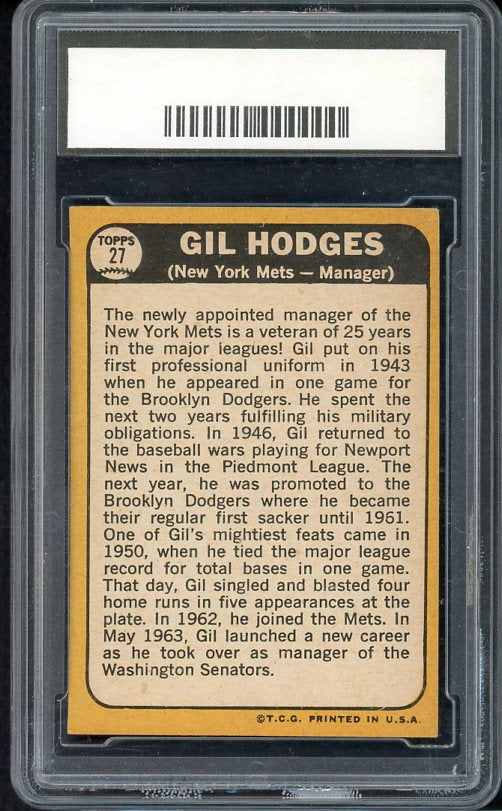 TOPPS
27
GIL HODGES
(New York Mets — Manager)
The newly appointed manager of the
New York Mets is a veteran of 25 years
in the major leagues! Gil put on his
first professional uniform in 1943
when he appeared in one game for
the Brooklyn Dodgers. He spent the
next two years fulfilling his military
obligations. In 1946, Gil returned to
the baseball wars playing for Newport
News in the Piedmont League. The
next year, he was promoted to the
Brooklyn Dodgers where he became
their regular first sacker until 1961.
One of Gil's mightiest feats came in
1950, when he tied the major league
record for total bases in one game.
That day, Gil singled and blasted four
home runs in five appearances at the
plate. In 1962, he joined the Mets. In
May 1963, Gil launched a new career
as he took over as manager of the
Washington Senators.
©T.C.G. PRINTED IN U.S.A.